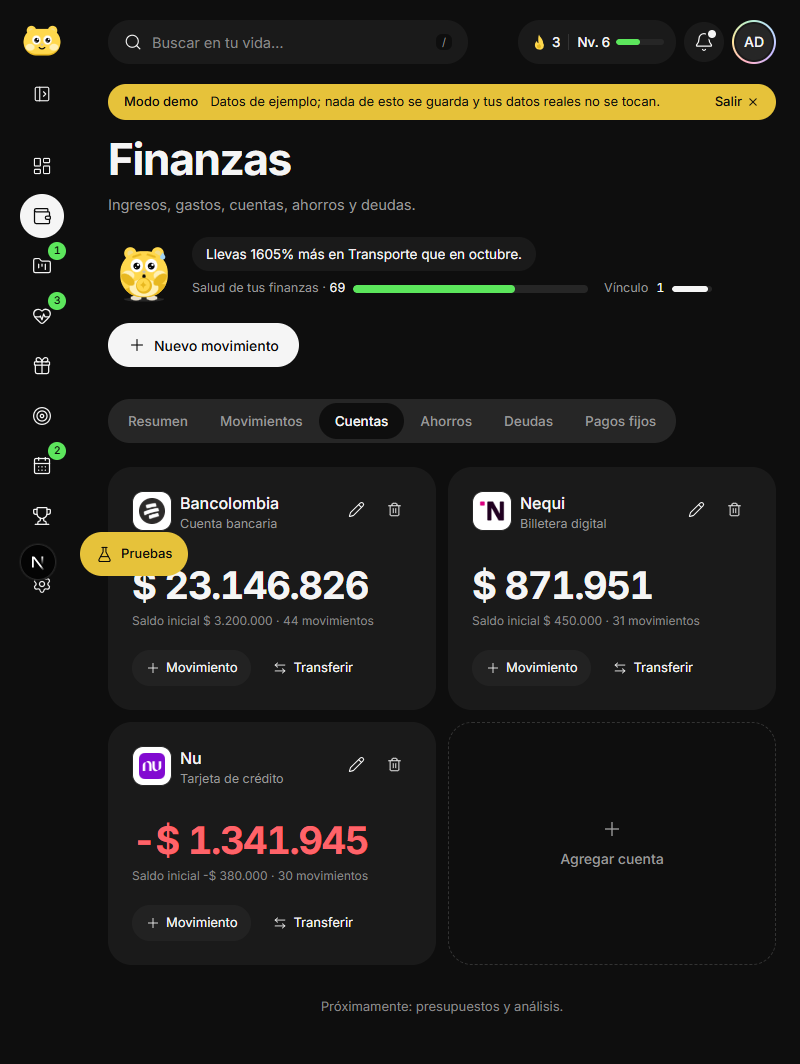 Buscar en tu vida...
/
3
Nv. 6
AD
Modo demo Datos de ejemplo; nada de esto se guarda y tus datos reales no se tocan. Salir
Finanzas
Ingresos, gastos, cuentas, ahorros y deudas.
Llevas 1605% más en Transporte que en octubre.
Salud de tus finanzas · 69
Vínculo 1
1
3
2
Nuevo movimiento
Resumen Movimientos Cuentas Ahorros Deudas Pagos fijos
Bancolombia
Cuenta bancaria
N
Pruebas
$ 23.146.826
Saldo inicial $ 3.200.000 · 44 movimientos
Movimiento
Transferir
N
Nequi
Billetera digital
$ 871.951
Saldo inicial $ 450.000 · 31 movimientos
Movimiento
Transferir
nu
Nu
Tarjeta de crédito
-$ 1.341.945
Saldo inicial -$ 380.000 · 30 movimientos
Movimiento
Transferir
Agregar cuenta
Próximamente: presupuestos y análisis.